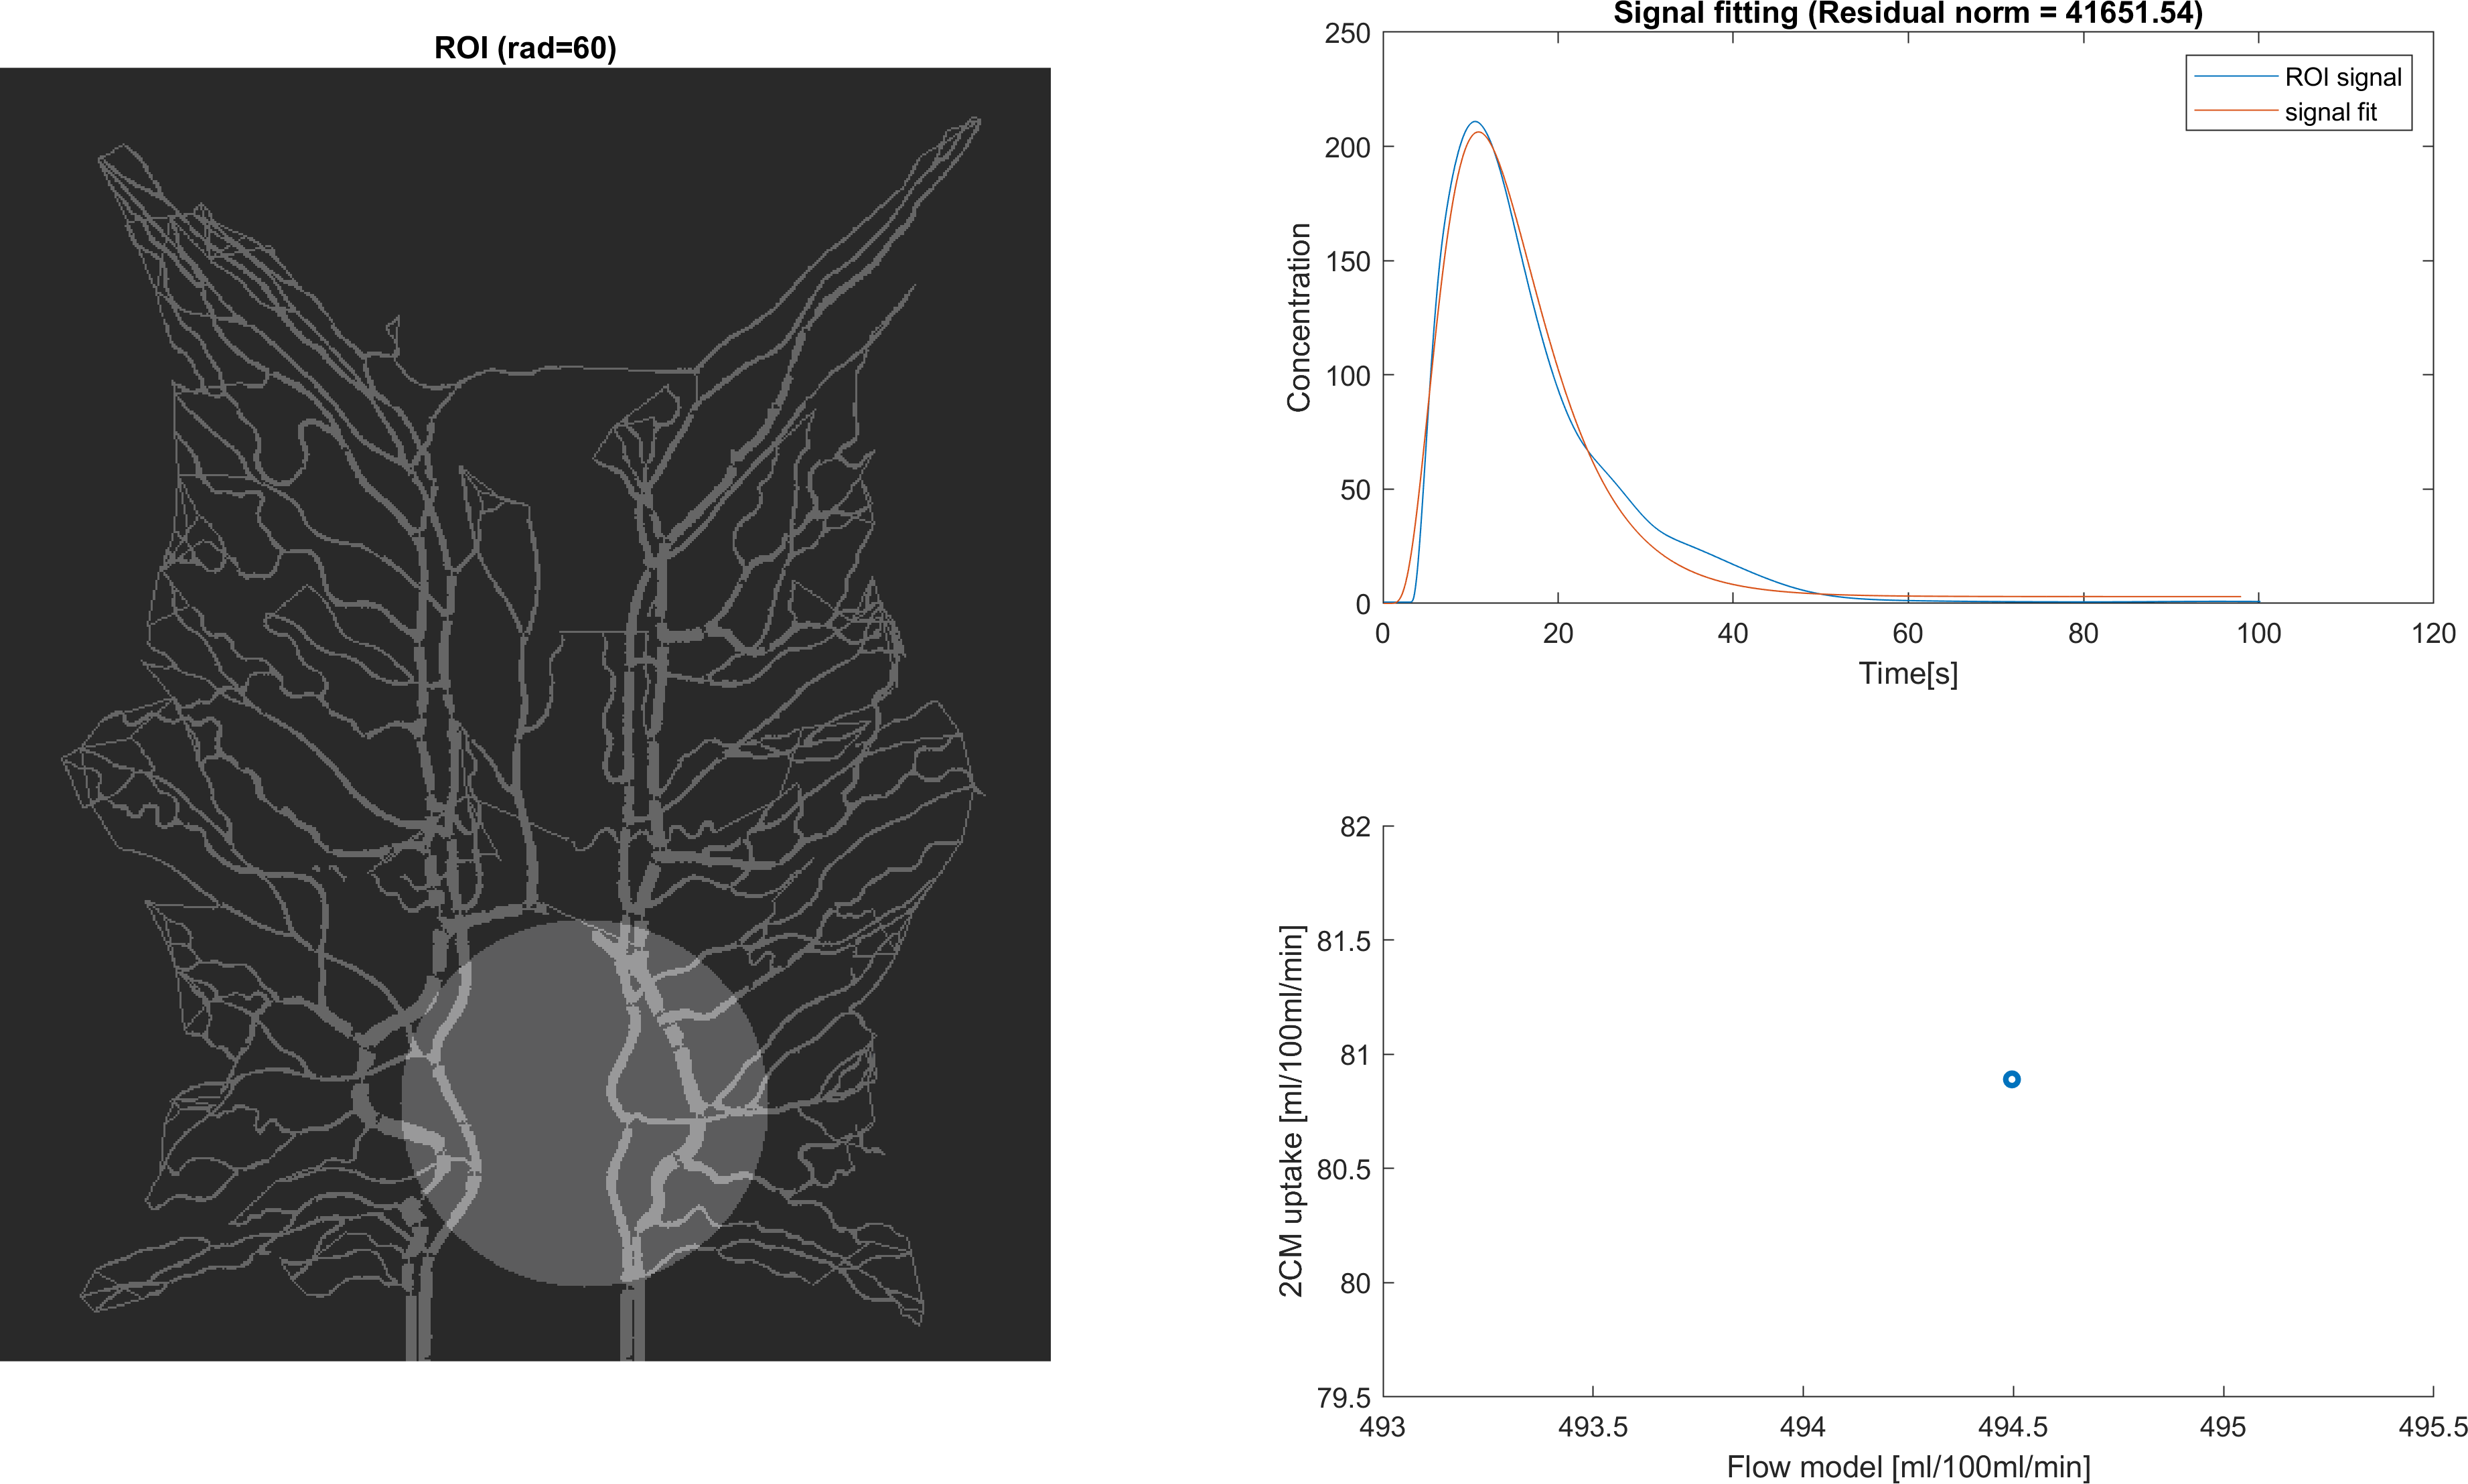 ROI (rad=60)
Signal fitting (Residual norm = 41651.54)
250
200
150
100
50
0
Concentration
ROI signal
signal fit
0 20 40 60 80 100 120
Time[s]
82
81.5
81
80.5
80
79.5
2CM uptake [ml/100ml/min]
493 493.5 494 494.5 495 495.5
Flow model [ml/100ml/min]